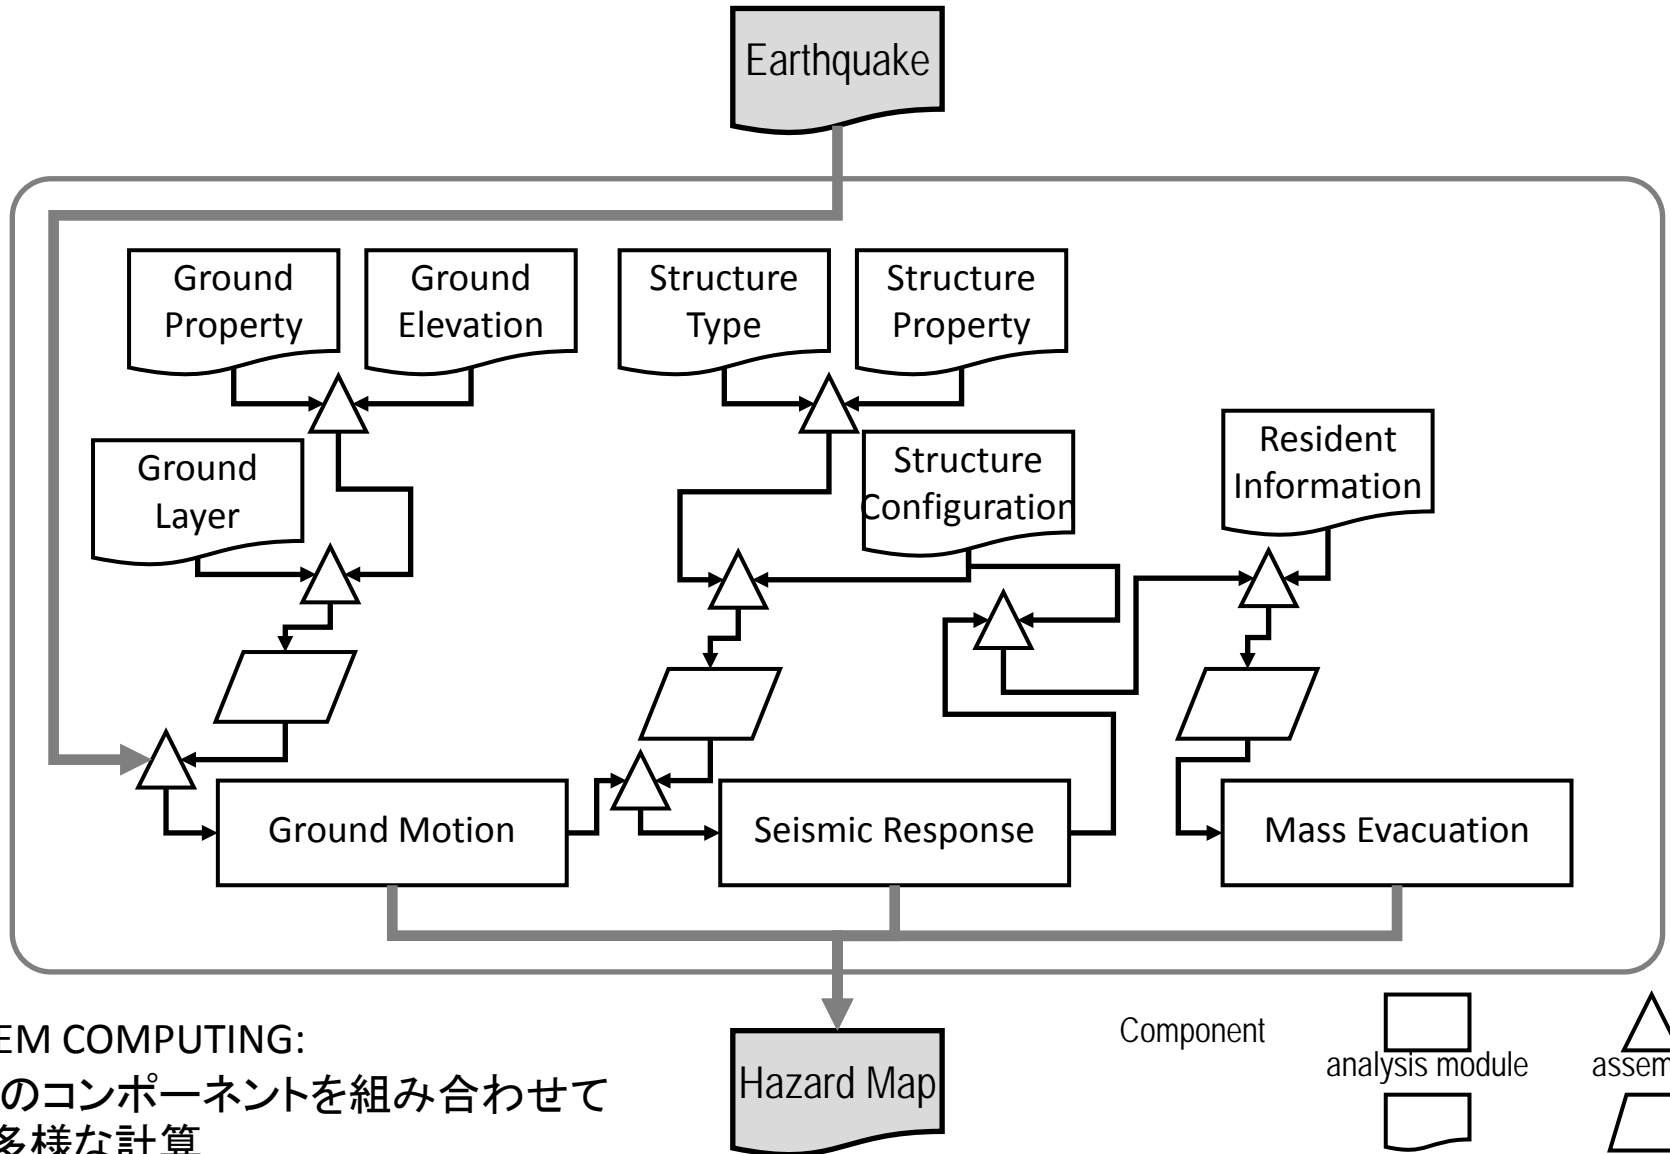 Earthquake
Ground
Property
Ground
Elevation
Structure
Type
Structure
Property
Ground
Layer
Structure
Configuration
Resident
Information
Ground Motion
Seismic Response
Mass Evacuation
EM COMPUTING:
のコンポーネントを組み合わせて
多様な計算
Hazard Map
Component
analysis module
assem